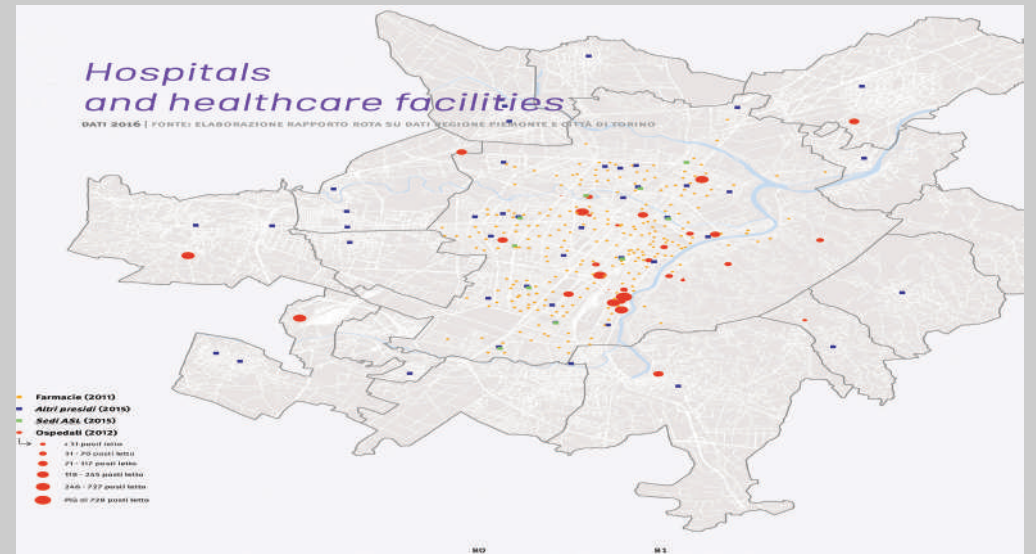 Hospitals
and healthcare facilities
DATI 2016 | FONTE: ELABORAZIONE RAPPORTO ROTA SU DATI REGIONE PIEMONTE E CITTÀ DI TORINO
Farmacie (2011)
Altri presidi (2015)
Sedi ASL (2015)
Ospedali (2012)
< 31 posti letto
31 - 70 posti letto
71 - 117 posti letto
118 - 245 posti letto
246 - 727 posti letto
Più di 728 posti letto
80
81